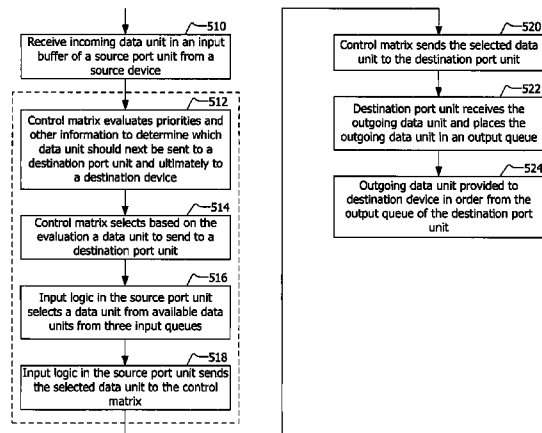 510
Receive incoming data unit in an input
buffer of a source port unit from a
source device
512
Control matrix evaluates priorities and
other information to determine which
data unit should next be sent to a
destination port unit and ultimately to
a destination device
514
Control matrix selects based on the
evaluation a data unit to send to a
destination port unit
516
Input logic in the source port unit
selects a data unit from available data
units from three input queues
518
Input logic in the source port unit sends
the selected data unit to the control
matrix
520
Control matrix sends the selected data
unit to the destination port unit
522
Destination port unit receives the
outgoing data unit and places the
outgoing data unit in an output queue
524
Outgoing data unit provided to
destination device in order from the
output queue of the destination port
unit